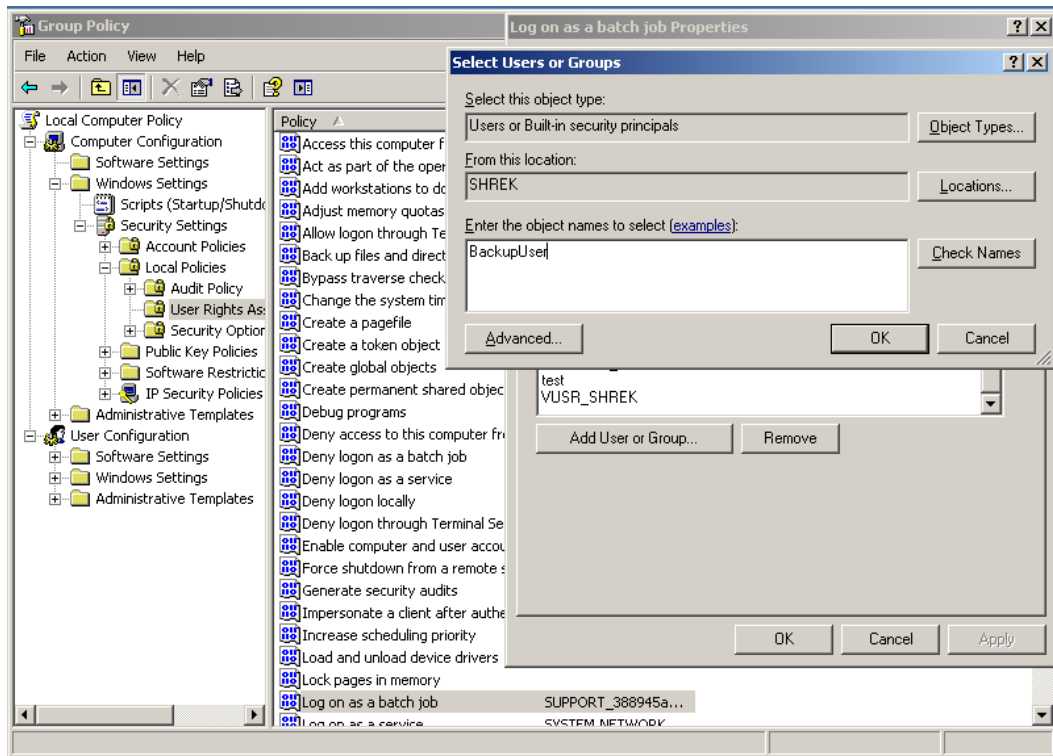 Group Policy
File Action View Help
Local Computer Policy
Computer Configuration
Software Settings
Windows Settings
Scripts (Startup/Shutdo
Security Settings
Account Policies
Local Policies
Audit Policy
User Rights As
Security Option
Public Key Policies
Software Restrictio
IP Security Policies
Administrative Templates
User Configuration
Software Settings
Windows Settings
Administrative Templates
Policy
Access this computer f
Act as part of the oper
Add workstations to do
Adjust memory quotas
Allow logon through Te
Back up files and direct
Bypass traverse check
Change the system tim
Create a pagefile
Create a token object
Create global objects
Create permanent shared objec
Debug programs
Deny access to this computer fr
Deny logon as a batch job
Deny logon as a service
Deny logon locally
Deny logon through Terminal Se
Enable computer and user accou
Force shutdown from a remote s
Generate security audits
Impersonate a client after authe
Increase scheduling priority
Load and unload device drivers
Lock pages in memory
Log on as a batch job SUPPORT_388945a...
Log on as a service SYSTEM,NETWORK
Log on as a batch job Properties
Select Users or Groups
Select this object type:
Users or Built-in security principals
Object Types...
From this location:
SHREK
Locations...
Enter the object names to select (examples):
BackupUser
Check Names
Advanced...
OK
Cancel
test
VUSR_SHREK
Add User or Group...
Remove
OK
Cancel
Apply